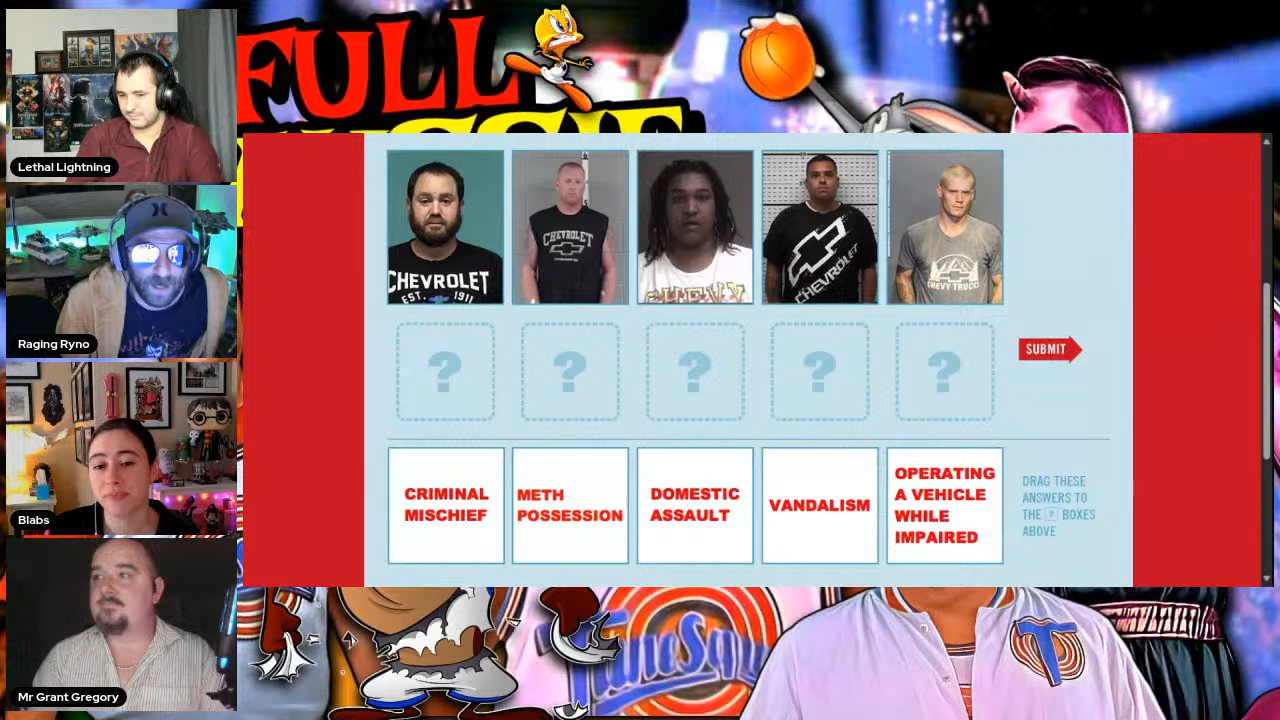 FULL
Lethal Lightning
Raging Ryno
Blabs
Mr Grant Gregory
CHEVROLET
EST. 1911
CHEVROLET
CHEVY
CHEVROLET
CHEVY TRUCKS
? ? ? ? ?
SUBMIT
CRIMINAL
MISCHIEF
METH
POSSESSION
DOMESTIC
ASSAULT
VANDALISM
OPERATING
A VEHICLE
WHILE
IMPAIRED
DRAG THESE
ANSWERS TO
THE ? BOXES
ABOVE
T